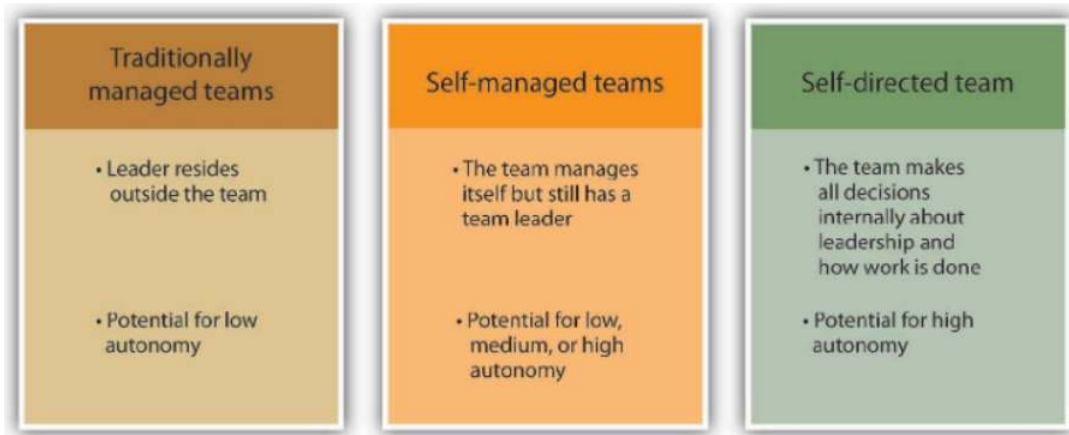 Traditionally
managed teams
• Leader resides
outside the team
• Potential for low
autonomy
Self-managed teams
• The team manages
itself but still has a
team leader
• Potential for low,
medium, or high
autonomy
Self-directed team
• The team makes
all decisions
internally about
leadership and
how work is done
• Potential for high
autonomy